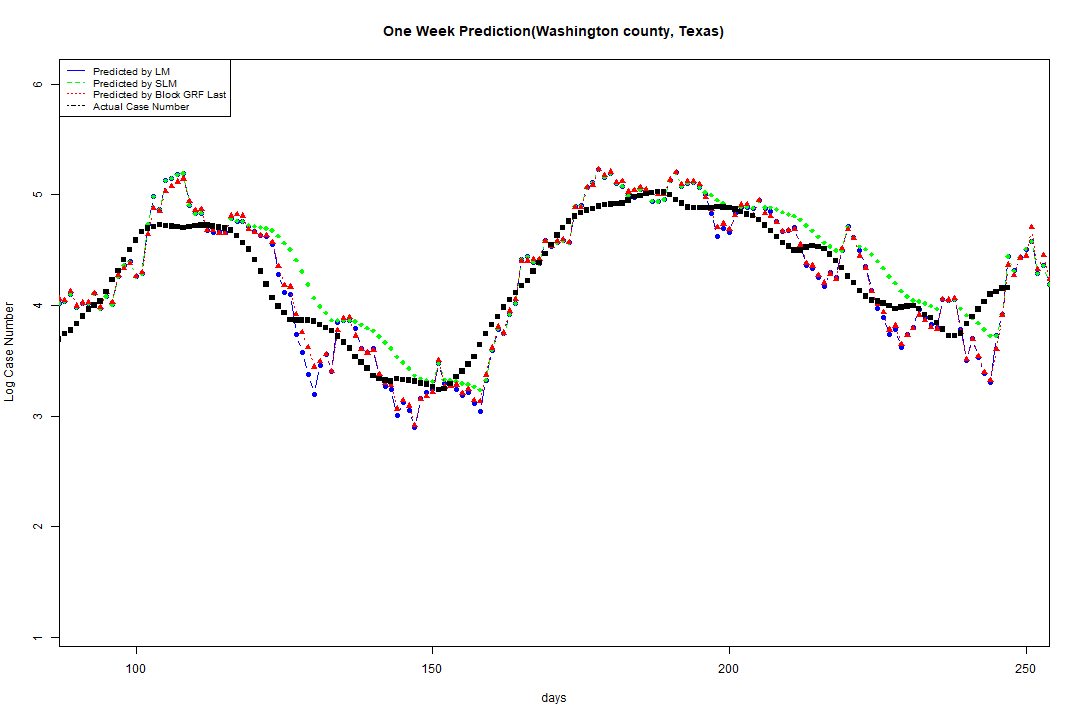 One Week Prediction(Washington county, Texas)
Predicted by LM
Predicted by SLM
Predicted by Block GRF Last
Actual Case Number
6
5
4
3
2
1
Log Case Number
100
150
200
250
days